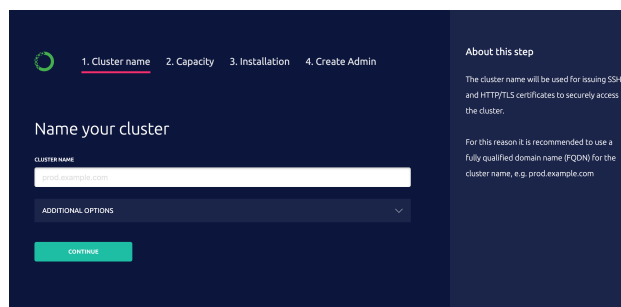 1. Cluster name 2. Capacity 3. Installation 4. Create Admin
Name your cluster
CLUSTER NAME
prod.example.com
ADDITIONAL OPTIONS
CONTINUE
About this step
The cluster name will be used for issuing SSH
and HTTP/TLS certificates to securely access
the cluster.
For this reason it is recommended to use a
fully qualified domain name (FQDN) for the
cluster name, e.g. prod.example.com